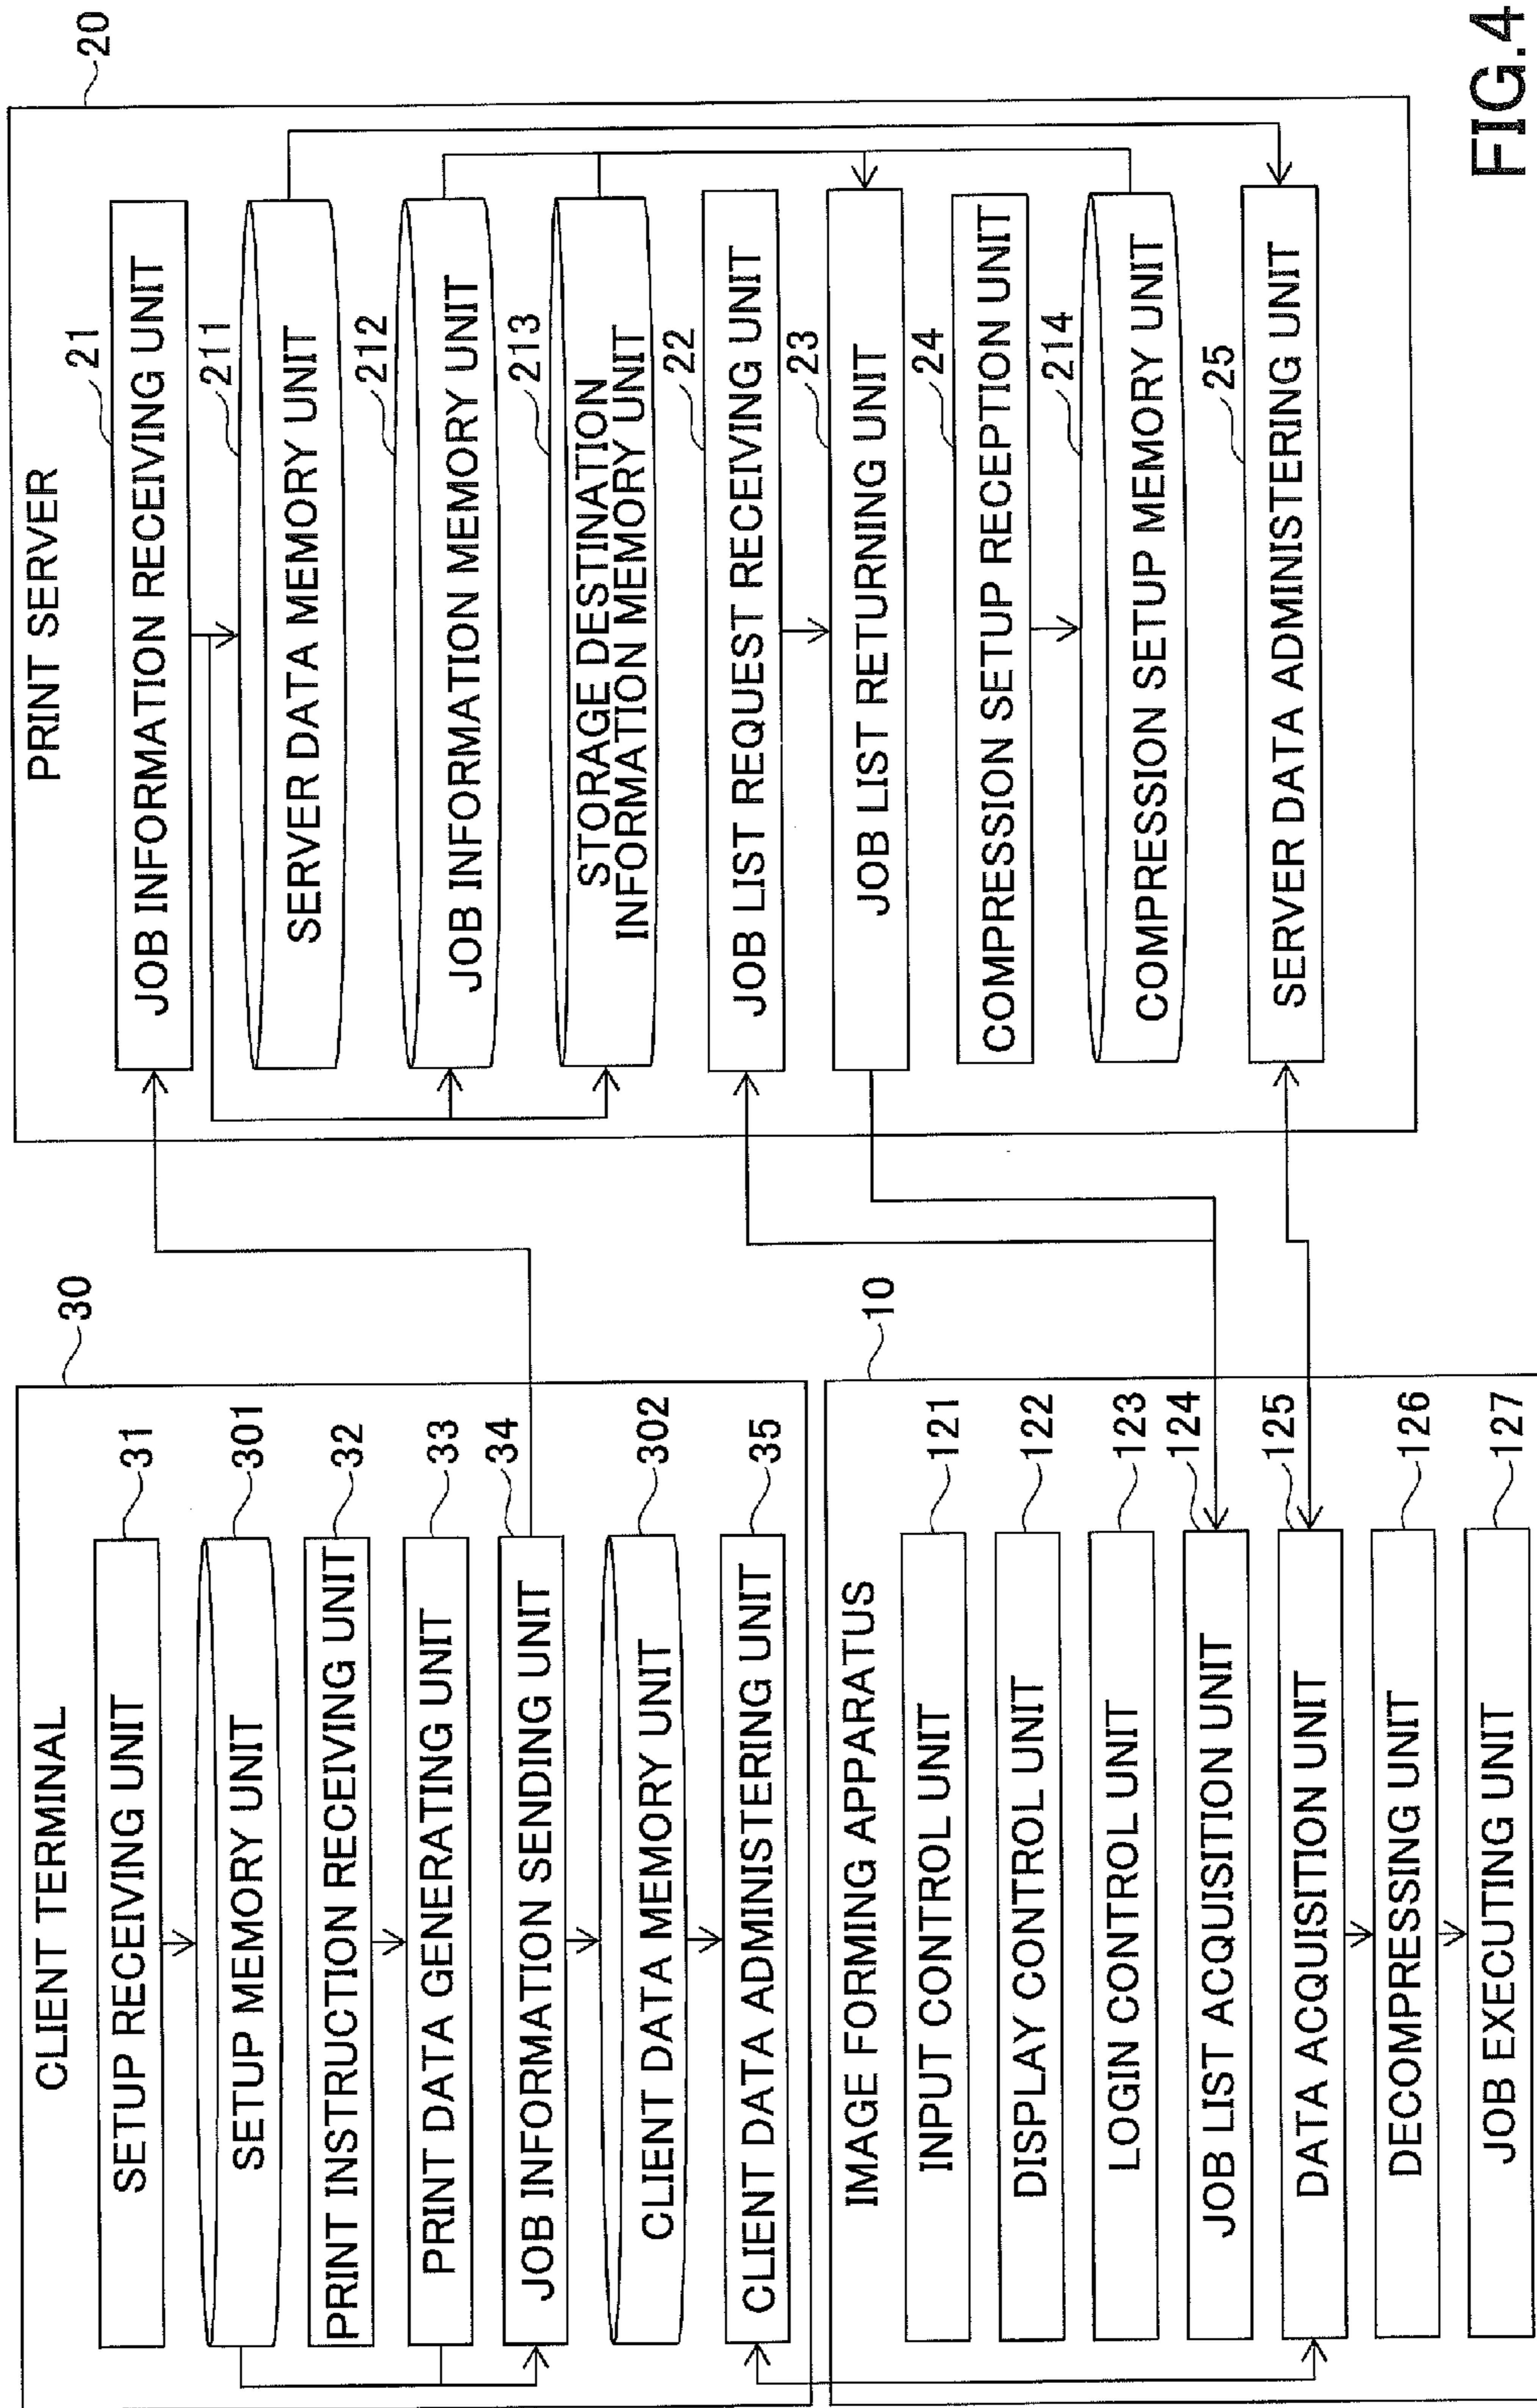 CLIENT TERMINAL
30
SETUP RECEIVING UNIT
31
SETUP MEMORY UNIT
301
PRINT INSTRUCTION RECEIVING UNIT
32
PRINT DATA GENERATING UNIT
33
JOB INFORMATION SENDING UNIT
34
CLIENT DATA MEMORY UNIT
302
CLIENT DATA ADMINISTERING UNIT
35
IMAGE FORMING APPARATUS
10
INPUT CONTROL UNIT
121
DISPLAY CONTROL UNIT
122
LOGIN CONTROL UNIT
123
JOB LIST ACQUISITION UNIT
124
DATA ACQUISITION UNIT
125
DECOMPRESSING UNIT
126
JOB EXECUTING UNIT
127
PRINT SERVER
20
21
JOB INFORMATION RECEIVING UNIT
211
SERVER DATA MEMORY UNIT
212
JOB INFORMATION MEMORY UNIT
213
STORAGE DESTINATION
INFORMATION MEMORY UNIT
22
JOB LIST REQUEST RECEIVING UNIT
23
JOB LIST RETURNING UNIT
24
COMPRESSION SETUP RECEPTION UNIT
214
COMPRESSION SETUP MEMORY UNIT
25
SERVER DATA ADMINISTERING UNIT
FIG.4